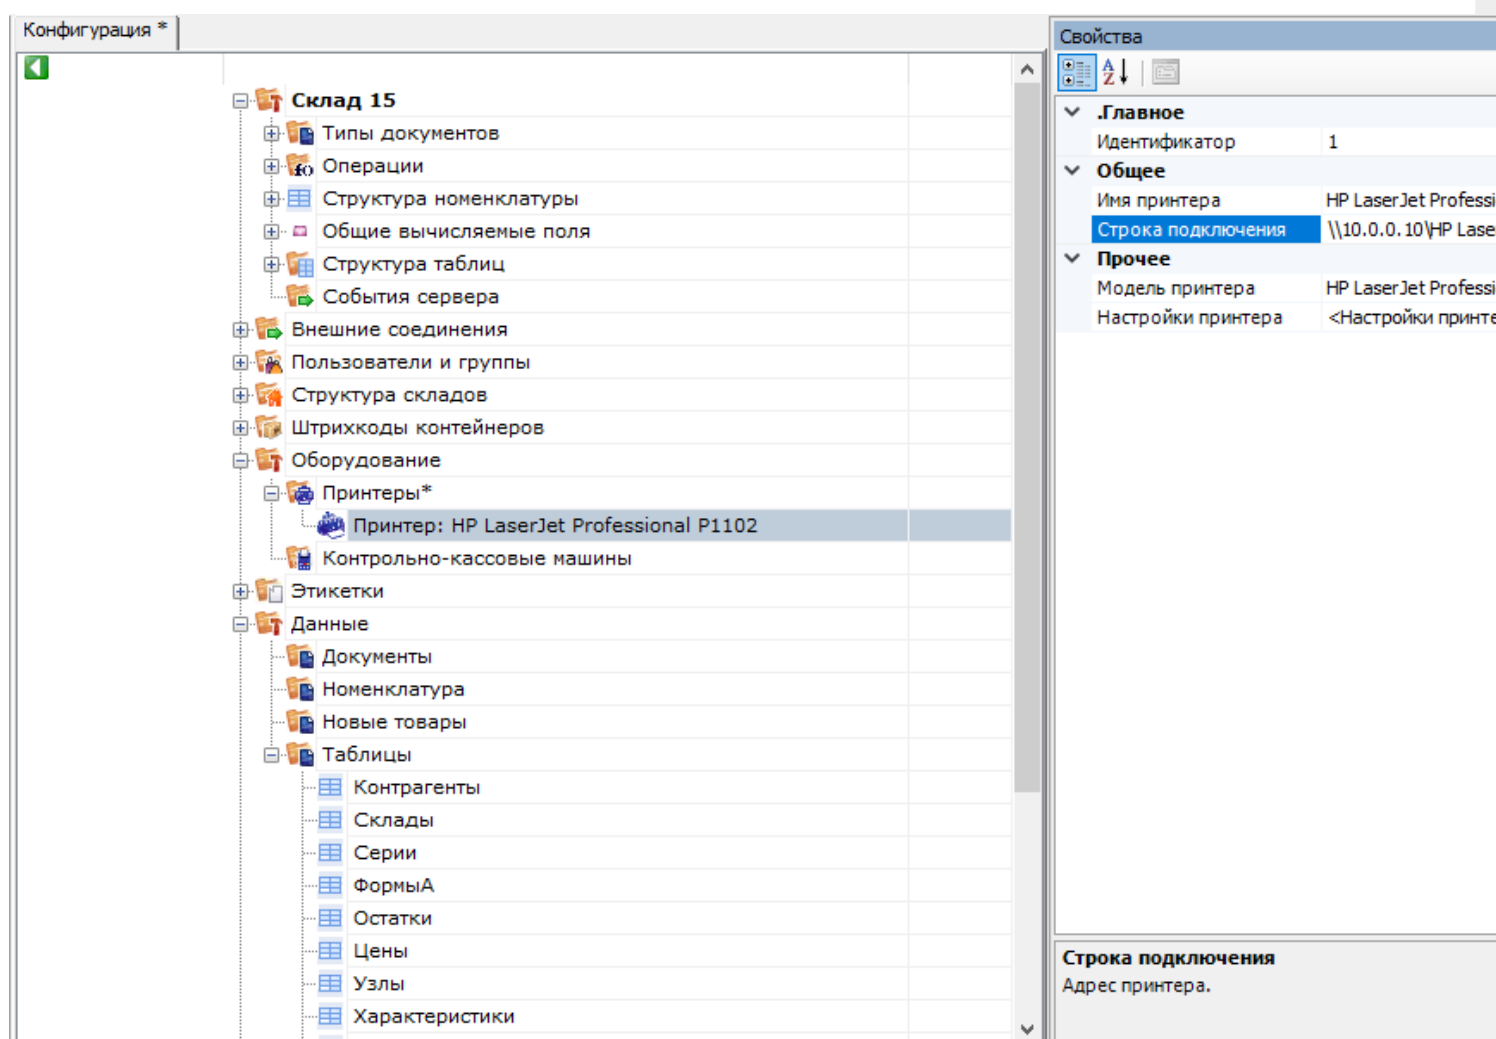 Конфигурация *
Склад 15
Типы документов
Операции
Структура номенклатуры
Общие вычисляемые поля
Структура таблиц
События сервера
Внешние соединения
Пользователи и группы
Структура складов
Штрихкоды контейнеров
Оборудование
Принтеры*
Принтер: HP LaserJet Professional P1102
Контрольно-кассовые машины
Этикетки
Данные
Документы
Номенклатура
Новые товары
Таблицы
Контрагенты
Склады
Серии
ФормыА
Остатки
Цены
Узлы
Характеристики
Свойства
.Главное
Идентификатор 1
Общее
Имя принтера HP LaserJet Professi
Строка подключения \\10.0.0.10\HP Lase
Прочее
Модель принтера HP LaserJet Professi
Настройки принтера <Настройки принте
Строка подключения
Адрес принтера.